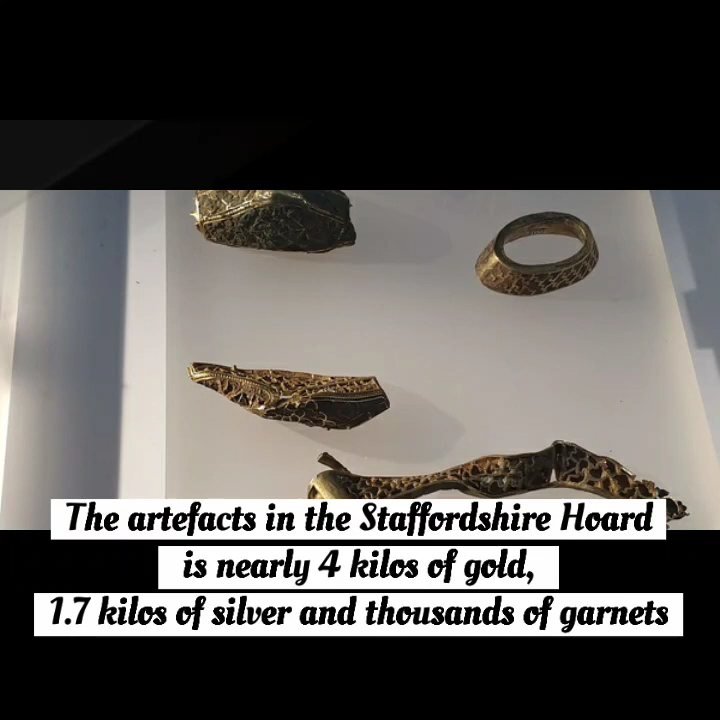 The artefacts in the Staffordshire Hoard
is nearly 4 kilos of gold,
1.7 kilos of silver and thousands of garnets